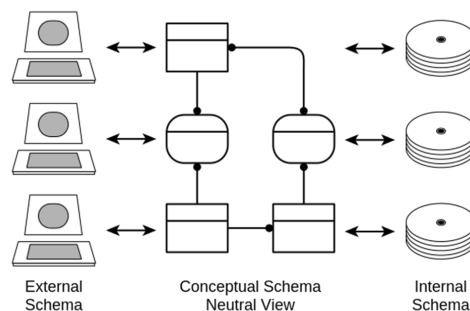 External
Schema
Conceptual Schema
Neutral View
Internal
Schema